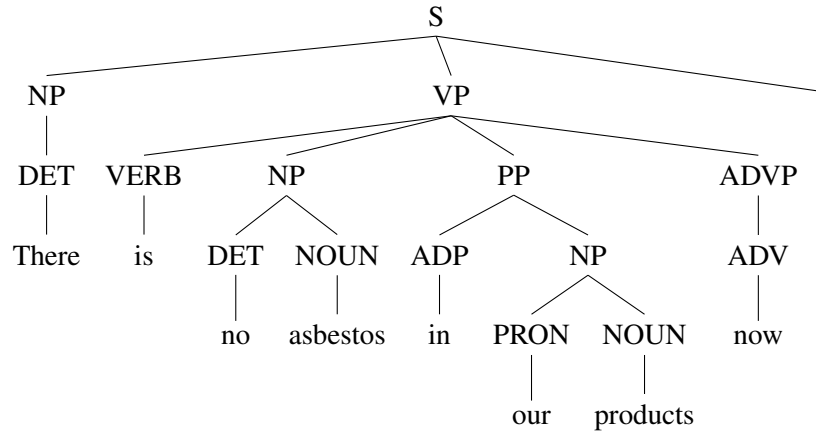 S
NP VP
DET VERB NP PP ADVP
There is DET NOUN ADP NP ADV
no asbestos in PRON NOUN now
our products